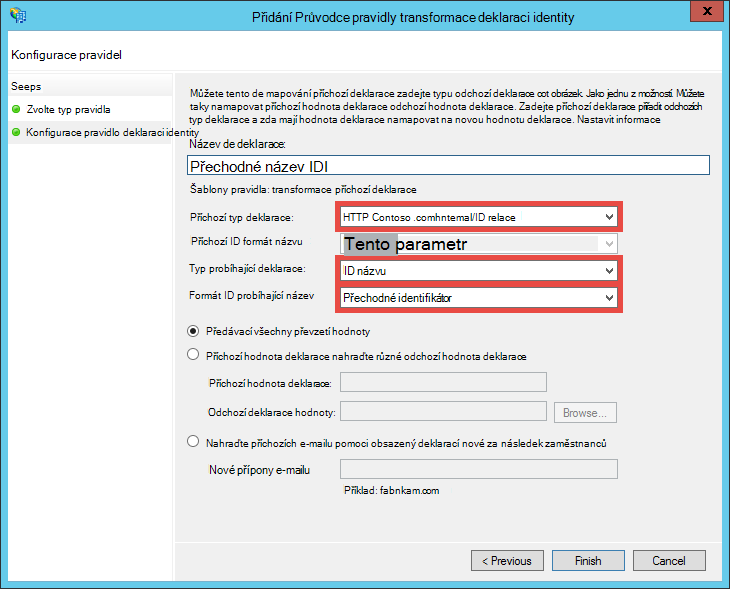 Přidání Průvodce pravidly transformace deklaraci identity
Konfigurace pravidel
Seeps
Zvolte typ pravidla
Konfigurace pravidlo deklaraci identity
Můžete tento de mapování příchozí deklarace zadejte typu odchozí deklarace cot obrázek. Jako jednu z možností. Můžete
taky namapovat příchozí hodnota deklarace odchozí hodnota deklarace. Zadejte příchozí deklarace, přiřadit odchozích
typ deklarace a zda mají hodnota deklarace namapovat na novou hodnotu deklarace. Nastavit informace
Název de deklarace:
Přechodné název IDI
Šablony pravidla: transformace příchozí deklarace
Příchozí typ deklarace:
HTTP Contoso .comhntemal/ID relace
Příchozí ID formát názvu
Tento parametr
Typ probíhající deklarace:
ID názvu
Formát ID probíhající název
Přechodné identifikátor
Předávací všechny převzetí hodnoty
Příchozí hodnota deklarace nahraďte různé odchozí hodnota deklarace
Příchozí hodnota deklarace:
Odchozí deklarace hodnoty:
Browse...
Nahraďte příchozích e-mailu pomoci obsazený deklarací nové za následek zaměstnanců
Nové přípony e-mailu
Příklad: fabnkam.com
< Previous
Finish
Cancel